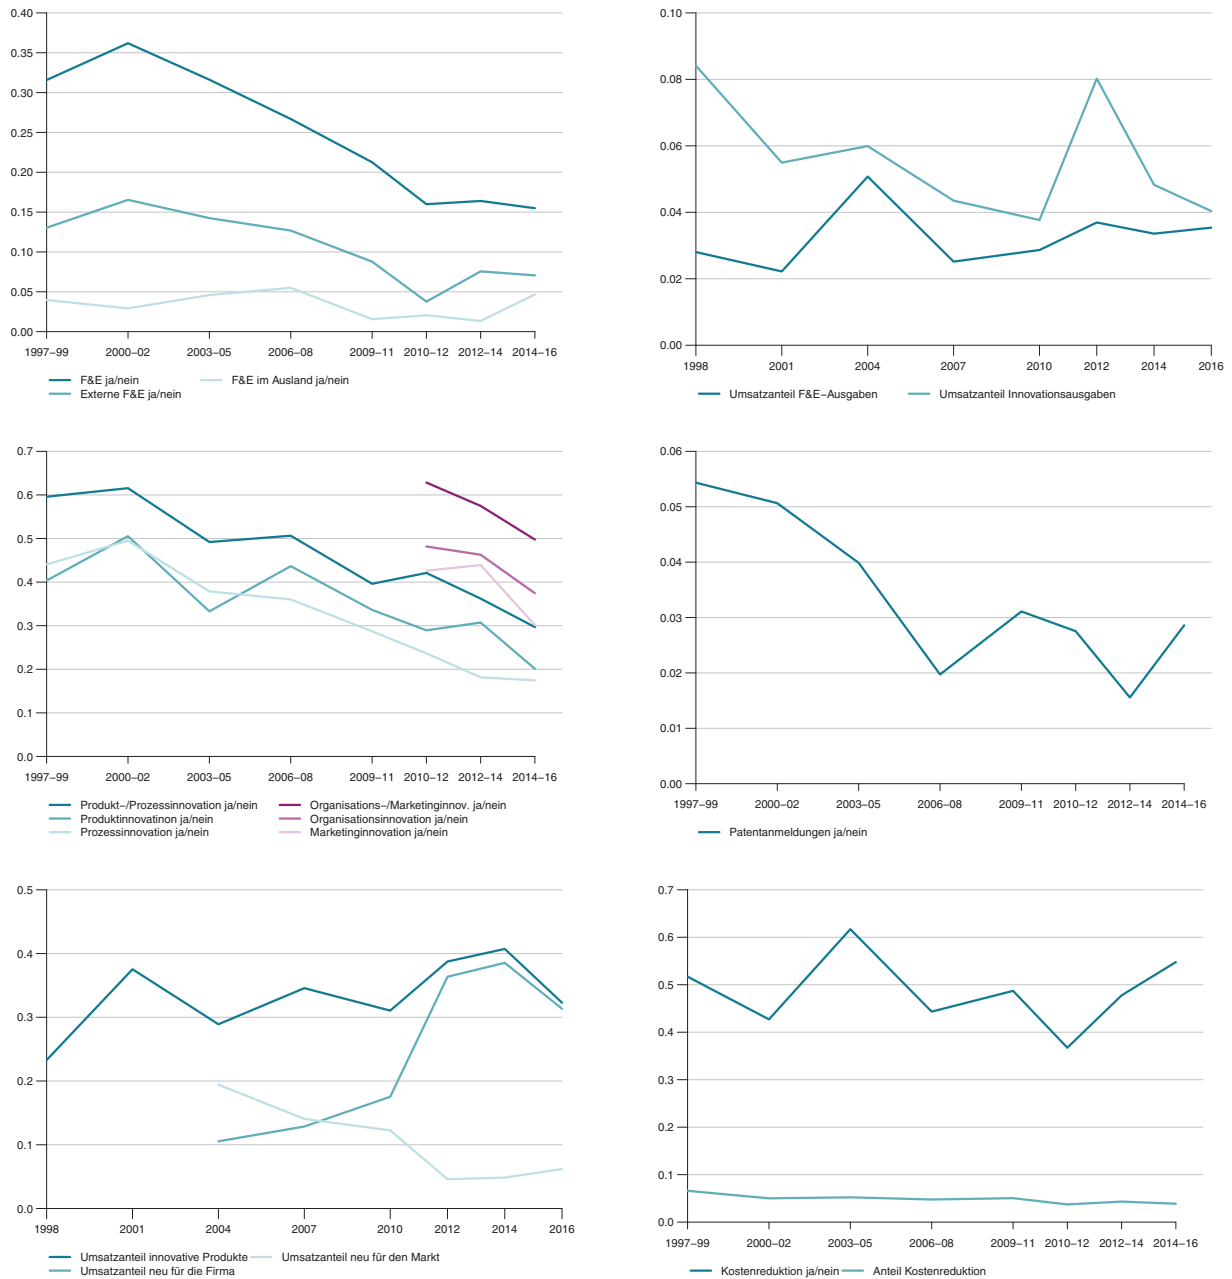 0.40
0.35
0.30
0.25
0.20
0.15
0.10
0.05
0.00
1997–99 2000–02 2003–05 2006–08 2009–11 2010–12 2012–14 2014–16
F&E ja/nein F&E im Ausland ja/nein
Externe F&E ja/nein
0.10
0.08
0.06
0.04
0.02
0.00
1998 2001 2004 2007 2010 2012 2014 2016
Umsatzanteil F&E–Ausgaben Umsatzanteil Innovationsausgaben
0.7
0.6
0.5
0.4
0.3
0.2
0.1
0.0
1997–99 2000–02 2003–05 2006–08 2009–11 2010–12 2012–14 2014–16
Produkt–/Prozessinnovation ja/nein Organisations–/Marketinginnov. ja/nein
Produktinnovatinon ja/nein Organisationsinnovation ja/nein
Prozessinnovation ja/nein Marketinginnovation ja/nein
0.06
0.05
0.04
0.03
0.02
0.01
0.00
1997–99 2000–02 2003–05 2006–08 2009–11 2010–12 2012–14 2014–16
Patentanmeldungen ja/nein
0.5
0.4
0.3
0.2
0.1
0.0
1998 2001 2004 2007 2010 2012 2014 2016
Umsatzanteil innovative Produkte Umsatzanteil neu für den Markt
Umsatzanteil neu für die Firma
0.7
0.6
0.5
0.4
0.3
0.2
0.1
0.0
1997–99 2000–02 2003–05 2006–08 2009–11 2010–12 2012–14 2014–16
Kostenreduktion ja/nein Anteil Kostenreduktion